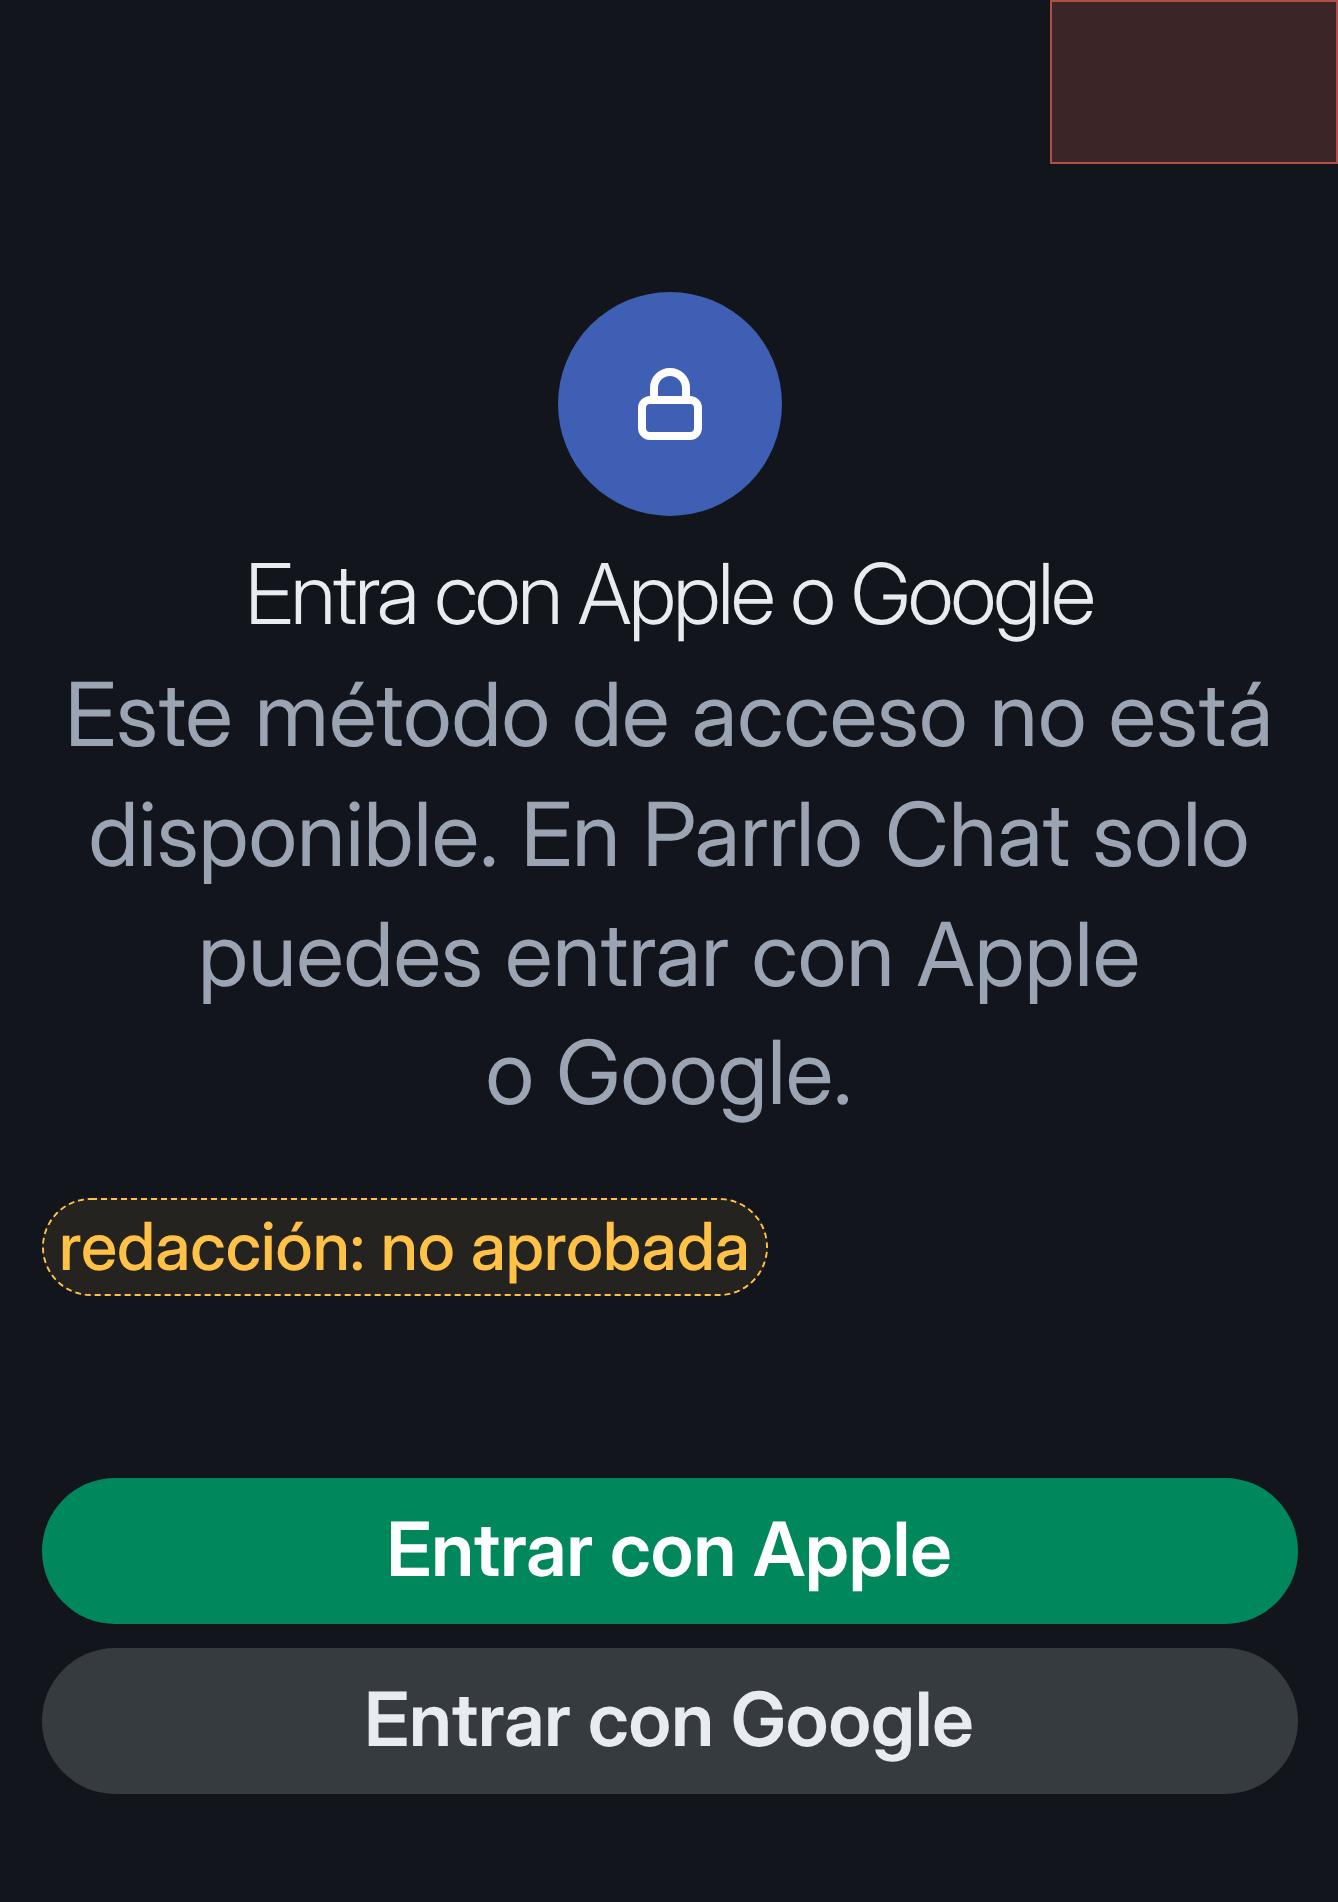 Entra con Apple o Google
Este método de acceso no está
disponible. En Parrlo Chat solo
puedes entrar con Apple
o Google.
redacción: no aprobada
Entrar con Apple
Entrar con Google